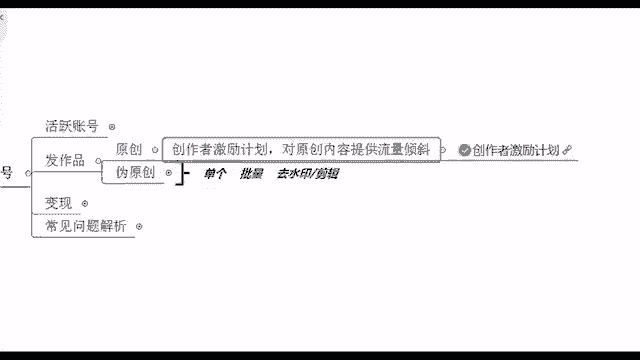 活跃账号
原创 创作者激励计划，对原创内容提供流量倾斜 创作者激励计划
发作品
号 伪原创 单个 批量 去水印/剪辑
变现
常见问题解析